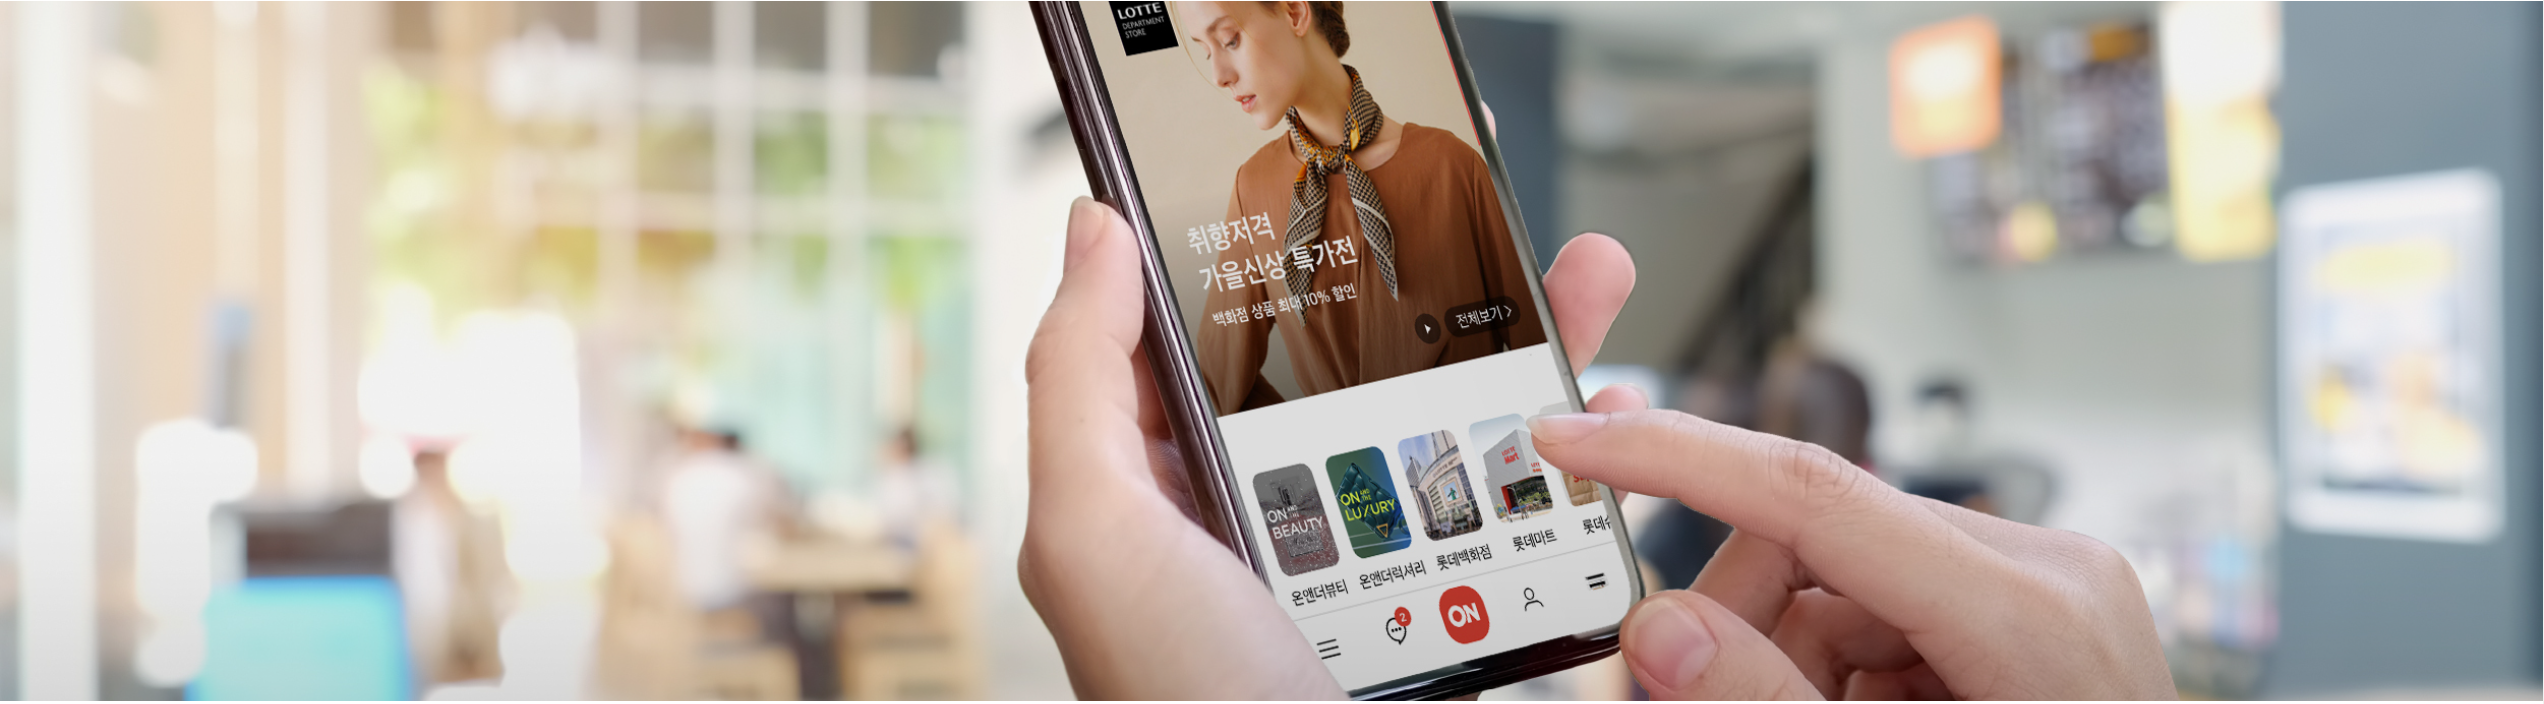 LOTTE
DEPARTMENT
STORE
취향저격
가을신상 특가전
백화점 상품 최대 10% 할인
전체보기 >
ON AND THE
BEAUTY
ON AND THE
LUXURY
LOTTE
Mart
온앤더뷰티
온앤더럭셔리
롯데백화점
롯데마트
롯데슈
2
ON